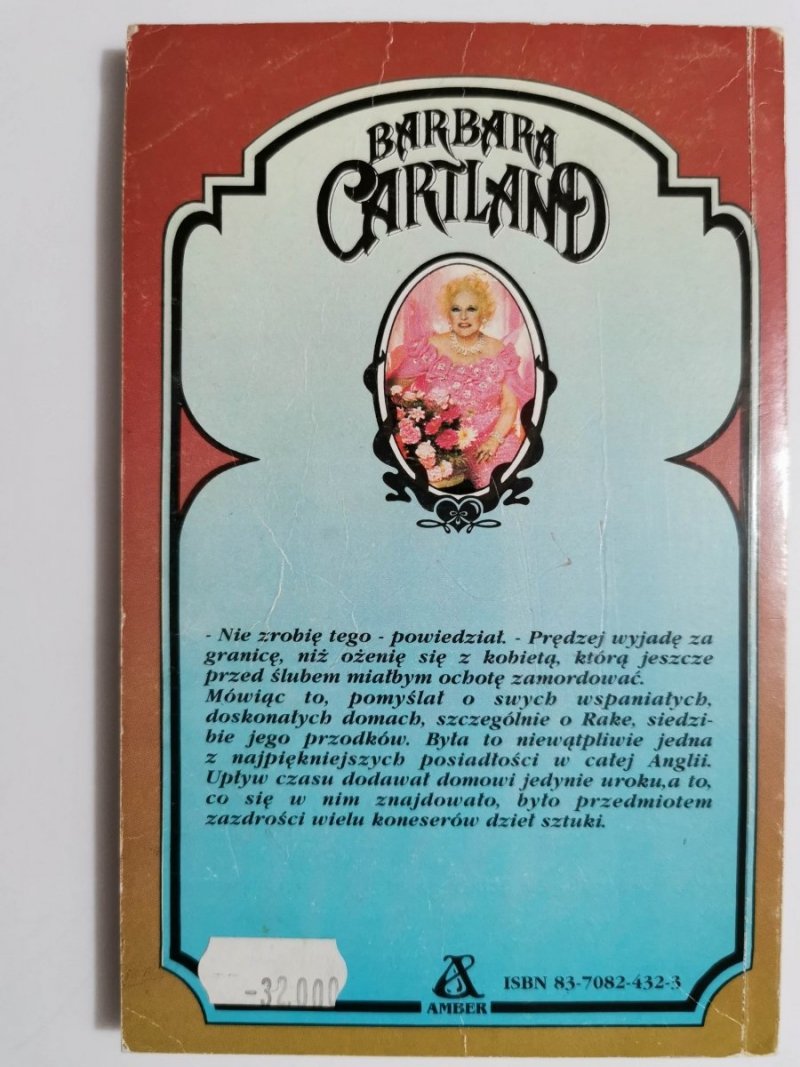 BARBARA
CARTLAND
- Nie zrobię tego - powiedział. - Prędzej wyjadę za
granicę, niż ożenię się z kobietą, którą jeszcze
przed ślubem miałbym ochotę zamordować.
Mówiąc to, pomyślał o swych wspaniałych,
doskonałych domach, szczególnie o Rake, siedzi-
bie jego przodków. Była to niewątpliwie jedna
z najpiękniejszych posiadłości w całej Anglii.
Upływ czasu dodawał domowi jedynie uroku,a to,
co się w nim znajdowało, było przedmiotem
zazdrości wielu koneserów dzieł sztuki.
-32.000
AMBER
ISBN 83-7082-432-3